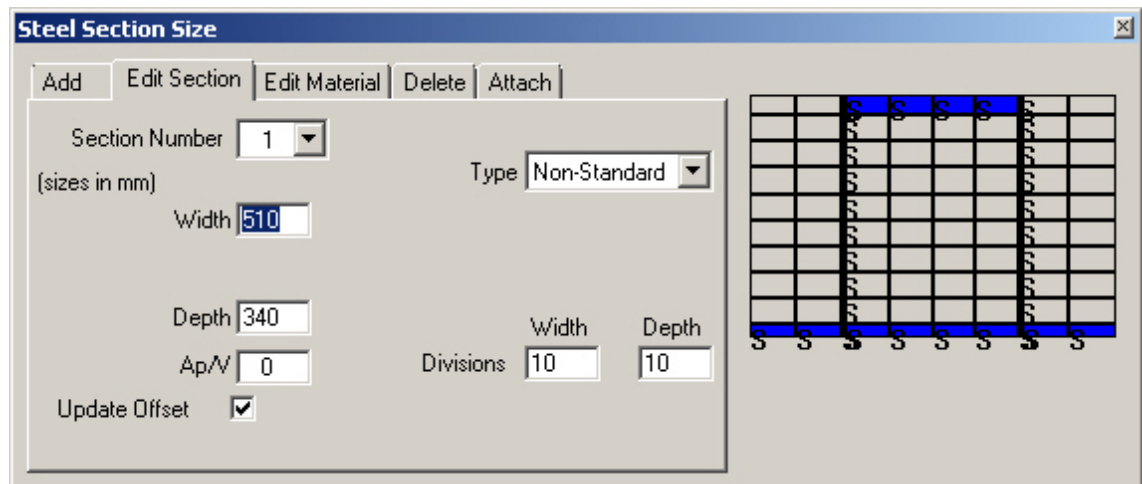 Steel Section Size
Add Edit Section Edit Material Delete Attach
Section Number 1
(sizes in mm)
Type Non-Standard
Width 510
Depth 340
Width Depth
Ap/V 0
Divisions 10 10
Update Offset
S S S S S
S
S S
S S
S S
S S
S S
S S
S S
S S
S S S S S S S S